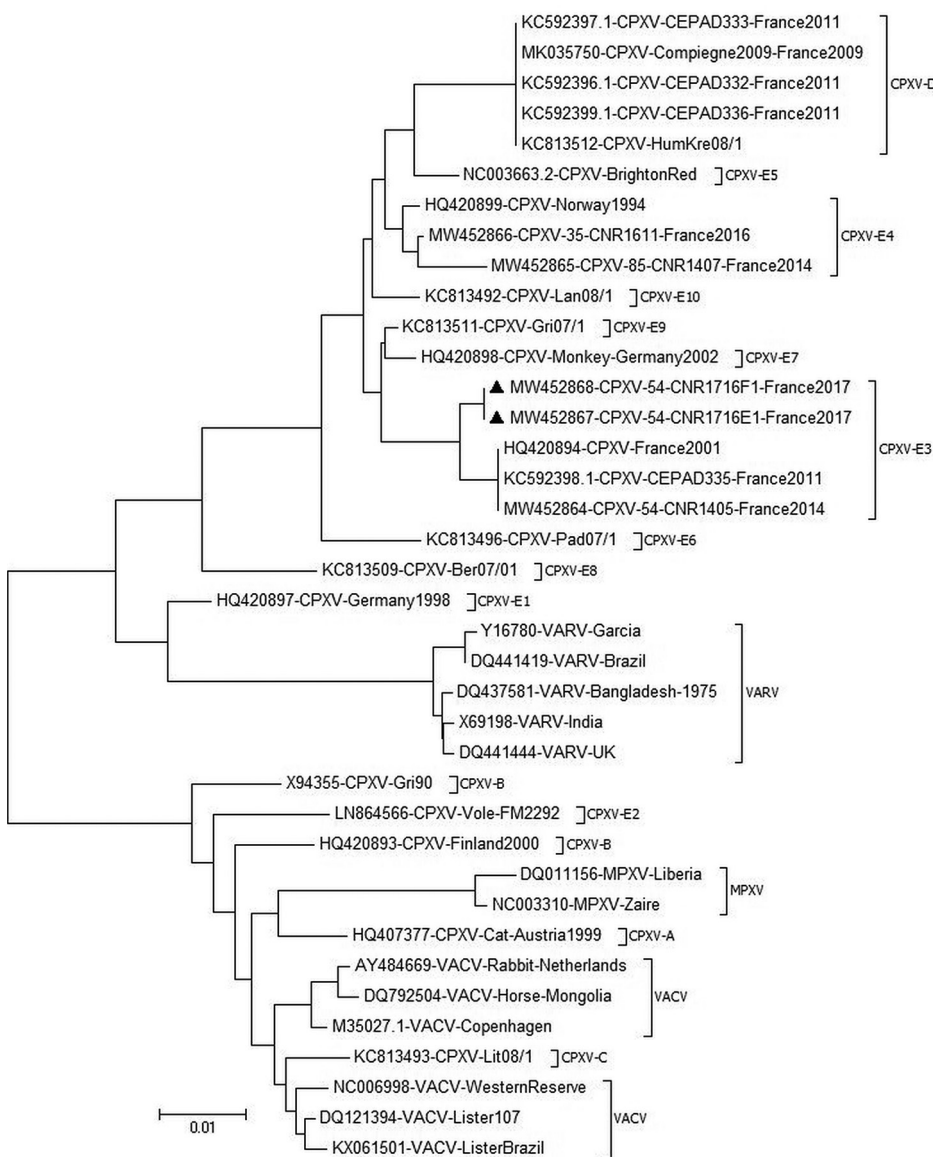 KC592397.1-CPXV-CEPAD333-France2011
MK035750-CPXV-Compiegne2009-France2009
KC592396.1-CPXV-CEPAD332-France2011
CPXV-D
KC592399.1-CPXV-CEPAD336-France2011
KC813512-CPXV-HumKre08/1
NC003663.2-CPXV-BrightonRed CPXV-E5
HQ420899-CPXV-Norway1994
MW452866-CPXV-35-CNR1611-France2016
CPXV-E4
MW452865-CPXV-85-CNR1407-France2014
KC813492-CPXV-Lan08/1 CPXV-E10
KC813511-CPXV-Gri07/1 CPXV-E9
HQ420898-CPXV-Monkey-Germany2002 CPXV-E7
MW452868-CPXV-54-CNR1716F1-France2017
MW452867-CPXV-54-CNR1716E1-France2017
HQ420894-CPXV-France2001
CPXV-E3
KC592398.1-CPXV-CEPAD335-France2011
MW452864-CPXV-54-CNR1405-France2014
KC813496-CPXV-Pad07/1 CPXV-E6
KC813509-CPXV-Ber07/01 CPXV-E8
HQ420897-CPXV-Germany1998 CPXV-E1
Y16780-VARV-Garcia
DQ441419-VARV-Brazil
DQ437581-VARV-Bangladesh-1975
VARV
X69198-VARV-India
DQ441444-VARV-UK
X94355-CPXV-Gri90 CPXV-B
LN864566-CPXV-Vole-FM2292 CPXV-E2
HQ420893-CPXV-Finland2000 CPXV-B
DQ011156-MPXV-Liberia
MPXV
NC003310-MPXV-Zaire
HQ407377-CPXV-Cat-Austria1999 CPXV-A
AY484669-VACV-Rabbit-Netherlands
DQ792504-VACV-Horse-Mongolia
VACV
M35027.1-VACV-Copenhagen
KC813493-CPXV-Lit08/1 CPXV-C
NC006998-VACV-WesternReserve
DQ121394-VACV-Lister107
VACV
KX061501-VACV-ListerBrazil
0.01